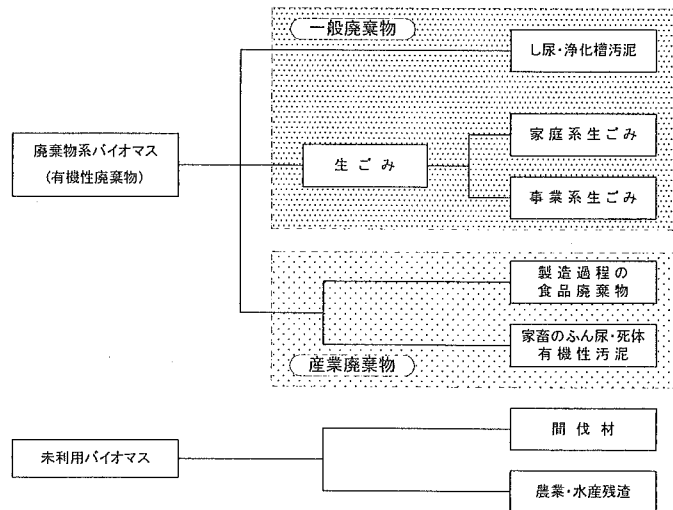 一般廃棄物
し尿・浄化槽汚泥
廃棄物系バイオマス
(有機性廃棄物)
生ごみ
家庭系生ごみ
事業系生ごみ
製造過程の
食品廃棄物
家畜のふん尿・死体
有機性汚泥
産業廃棄物
未利用バイオマス
間伐材
農業・水産残渣